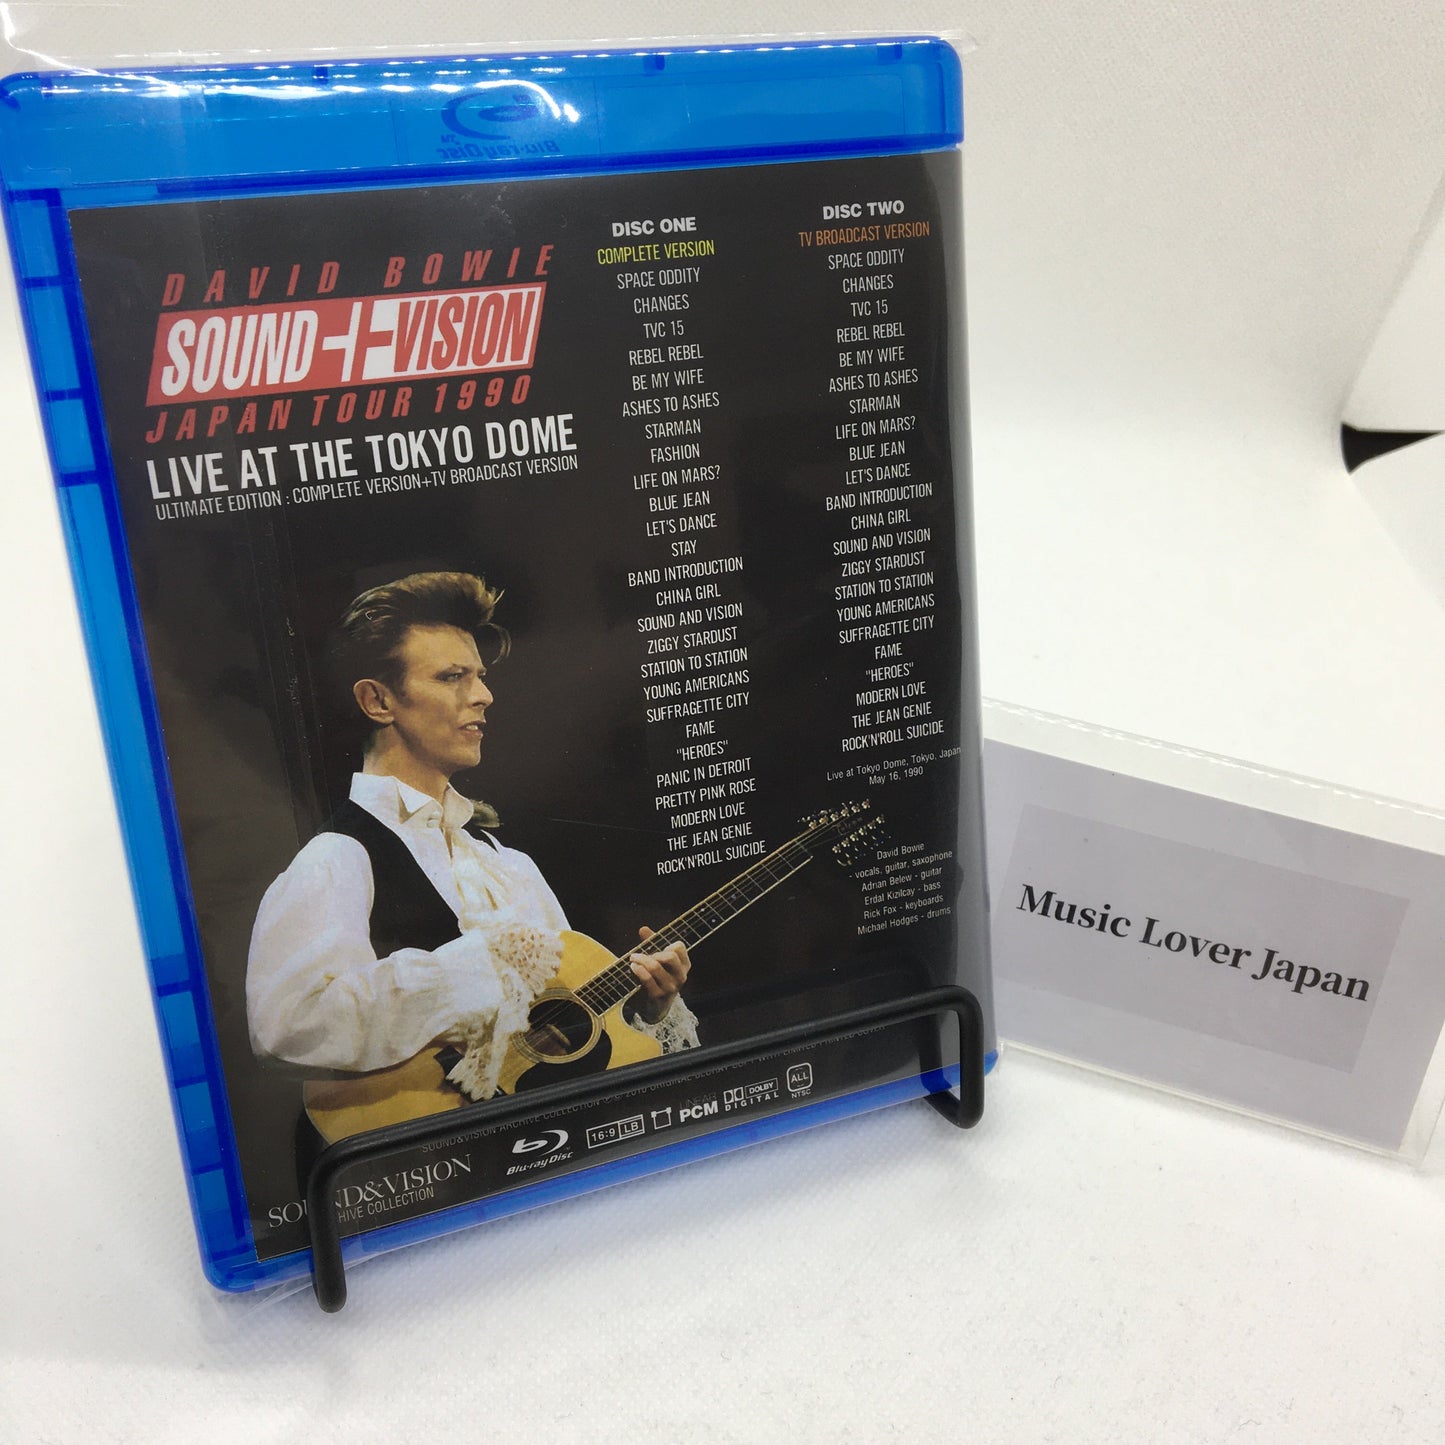 Blu-ray Disc
DAVID BOWIE
SOUND+VISION
JAPAN TOUR 1990
LIVE AT THE TOKYO DOME
ULTIMATE EDITION : COMPLETE VERSION+TV BROADCAST VERSION
DISC ONE
COMPLETE VERSION
SPACE ODDITY
CHANGES
TVC 15
REBEL REBEL
BE MY WIFE
ASHES TO ASHES
STARMAN
FASHION
LIFE ON MARS?
BLUE JEAN
LET'S DANCE
STAY
BAND INTRODUCTION
CHINA GIRL
SOUND AND VISION
ZIGGY STARDUST
STATION TO STATION
YOUNG AMERICANS
SUFFRAGETTE CITY
FAME
"HEROES"
PANIC IN DETROIT
PRETTY PINK ROSE
MODERN LOVE
THE JEAN GENIE
ROCK'N'ROLL SUICIDE
DISC TWO
TV BROADCAST VERSION
SPACE ODDITY
CHANGES
TVC 15
REBEL REBEL
BE MY WIFE
ASHES TO ASHES
STARMAN
LIFE ON MARS?
BLUE JEAN
LET'S DANCE
BAND INTRODUCTION
CHINA GIRL
SOUND AND VISION
ZIGGY STARDUST
STATION TO STATION
YOUNG AMERICANS
SUFFRAGETTE CITY
FAME
"HEROES"
MODERN LOVE
THE JEAN GENIE
ROCK'N'ROLL SUICIDE
Live at Tokyo Dome, Tokyo, Japan
May 16, 1990
David Bowie
- vocals, guitar, saxophone
Adrian Belew - guitar
Erdal Kizilcay - bass
Rick Fox - keyboards
Michael Hodges - drums
SOUND&VISION ARCHIVE COLLECTION
Blu-ray Disc
16:9 LB
LINEAR
PCM
DOLBY
DIGITAL
ALL
NTSC
&VISION
COLLECTION
Music Lover Japan